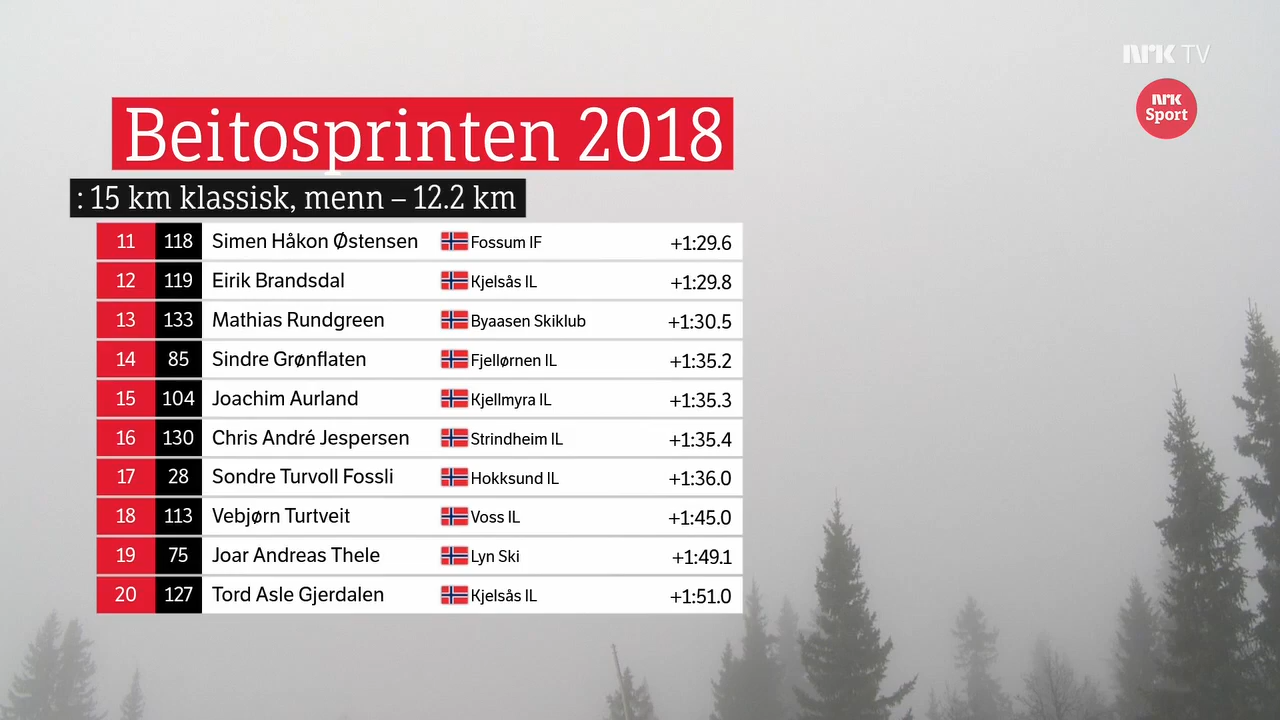 nrk TV
nrk
Sport
Beitosprinten 2018
: 15 km klassisk, menn – 12.2 km
11 118 Simen Håkon Østensen Fossum IF +1:29.6
12 119 Eirik Brandsdal Kjelsås IL +1:29.8
13 133 Mathias Rundgreen Byaasen Skiklub +1:30.5
14 85 Sindre Grønflaten Fjellørnen IL +1:35.2
15 104 Joachim Aurland Kjellmyra IL +1:35.3
16 130 Chris André Jespersen Strindheim IL +1:35.4
17 28 Sondre Turvoll Fossli Hokksund IL +1:36.0
18 113 Vebjørn Turtveit Voss IL +1:45.0
19 75 Joar Andreas Thele Lyn Ski +1:49.1
20 127 Tord Asle Gjerdalen Kjelsås IL +1:51.0